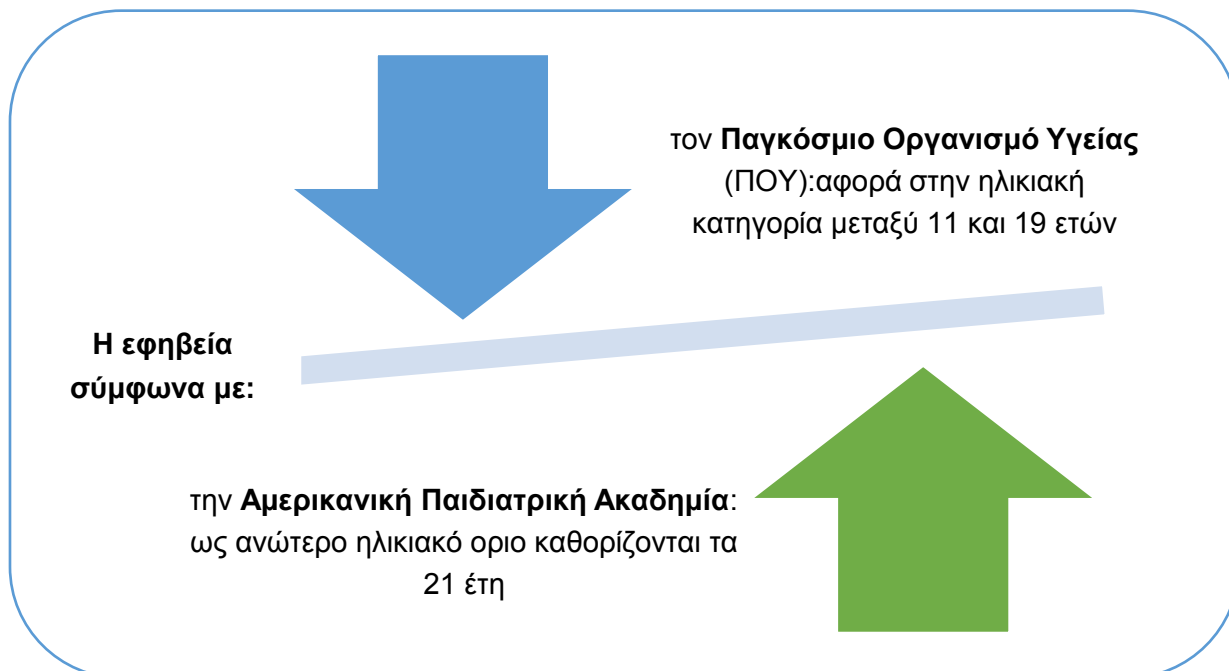 τον Παγκόσμιο Οργανισμό Υγείας
(ΠΟΥ):αφορά στην ηλικιακή
κατηγορία μεταξύ 11 και 19 ετών
Η εφηβεία
σύμφωνα με:
την Αμερικανική Παιδιατρική Ακαδημία:
ως ανώτερο ηλικιακό οριο καθορίζονται τα
21 έτη